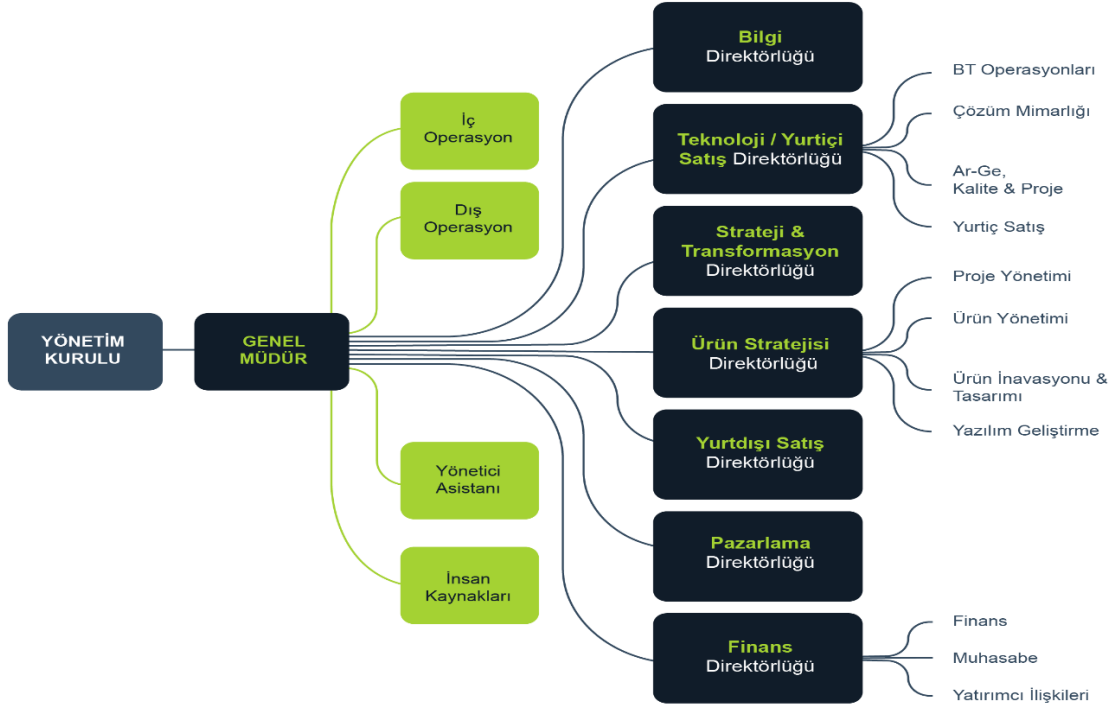 YÖNETİM
KURULU
GENEL
MÜDÜR
İç
Operasyon
Dış
Operasyon
Yönetici
Asistanı
İnsan
Kaynakları
Bilgi
Direktörlüğü
Teknoloji / Yurtiçi
Satış Direktörlüğü
Strateji &
Transformasyon
Direktörlüğü
Ürün Stratejisi
Direktörlüğü
Yurtdışı Satış
Direktörlüğü
Pazarlama
Direktörlüğü
Finans
Direktörlüğü
BT Operasyonları
Çözüm Mimarlığı
Ar-Ge,
Kalite & Proje
Yurtiç Satış
Proje Yönetimi
Ürün Yönetimi
Ürün İnavasyonu &
Tasarımı
Yazılım Geliştirme
Finans
Muhasabe
Yatırımcı İlişkileri